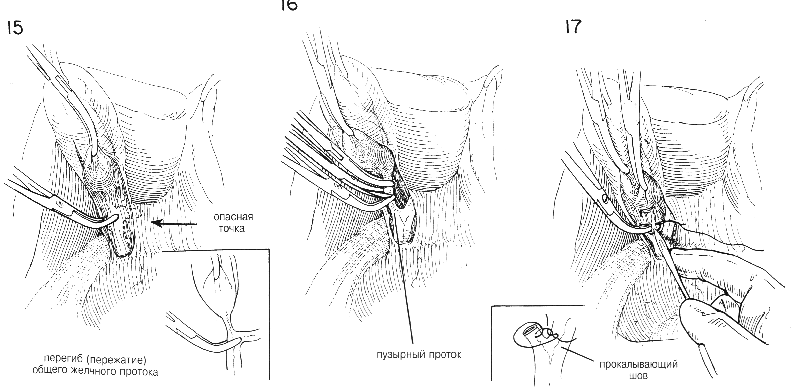 15
16
17
опасная
точка
перегиб (пережатие)
общего желчного протока
пузырный проток
прокалывающий
шов